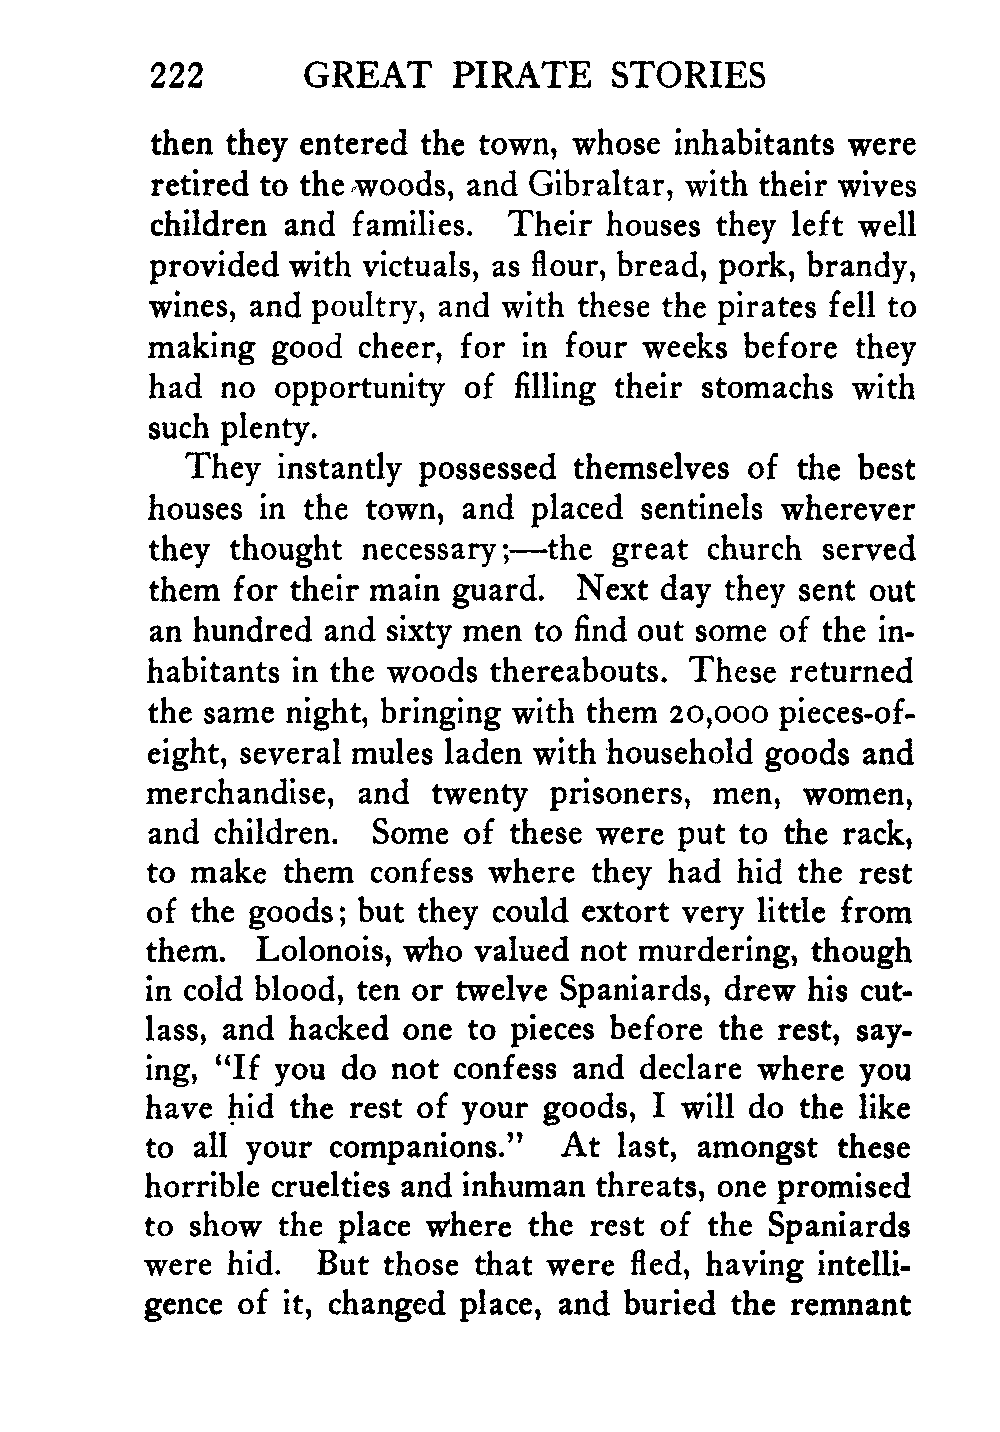 222 GREAT PIRATE STORIES
then they entered the town, whose inhabitants were
retired to the woods, and Gibraltar, with their wives
children and families. Their houses they left well
provided with victuals, as flour, bread, pork, brandy,
wines, and poultry, and with these the pirates fell to
making good cheer, for in four weeks before they
had no opportunity of filling their stomachs with
such plenty.
They instantly possessed themselves of the best
houses in the town, and placed sentinels wherever
they thought necessary;—the great church served
them for their main guard. Next day they sent out
an hundred and sixty men to find out some of the in-
habitants in the woods thereabouts. These returned
the same night, bringing with them 20,000 pieces-of-
eight, several mules laden with household goods and
merchandise, and twenty prisoners, men, women,
and children. Some of these were put to the rack,
to make them confess where they had hid the rest
of the goods; but they could extort very little from
them. Lolonois, who valued not murdering, though
in cold blood, ten or twelve Spaniards, drew his cut-
lass, and hacked one to pieces before the rest, say-
ing, “If you do not confess and declare where you
have hid the rest of your goods, I will do the like
to all your companions.” At last, amongst these
horrible cruelties and inhuman threats, one promised
to show the place where the rest of the Spaniards
were hid. But those that were fled, having intelli-
gence of it, changed place, and buried the remnant